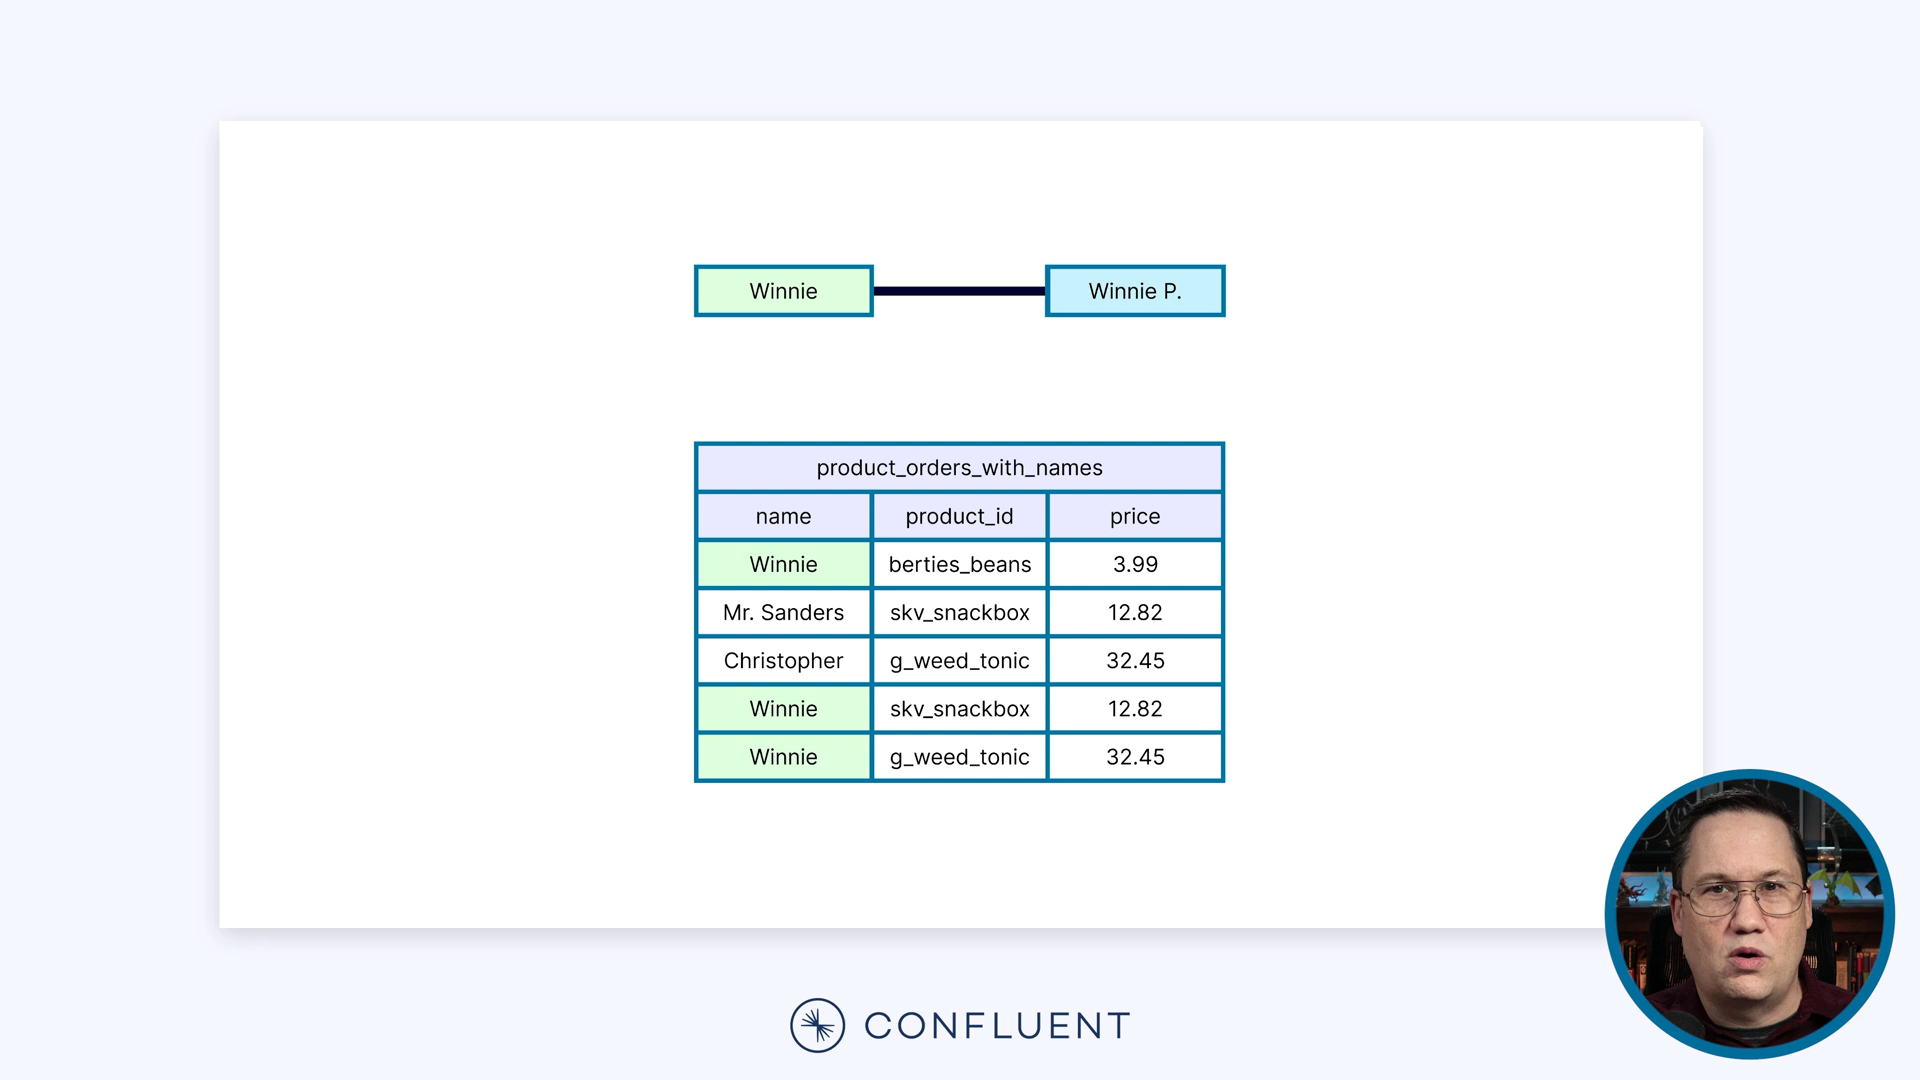 Winnie Winnie P.
product_orders_with_names
name product_id price
Winnie berties_beans 3.99
Mr. Sanders skv_snackbox 12.82
Christopher g_weed_tonic 32.45
Winnie skv_snackbox 12.82
Winnie g_weed_tonic 32.45
CONFLUENT